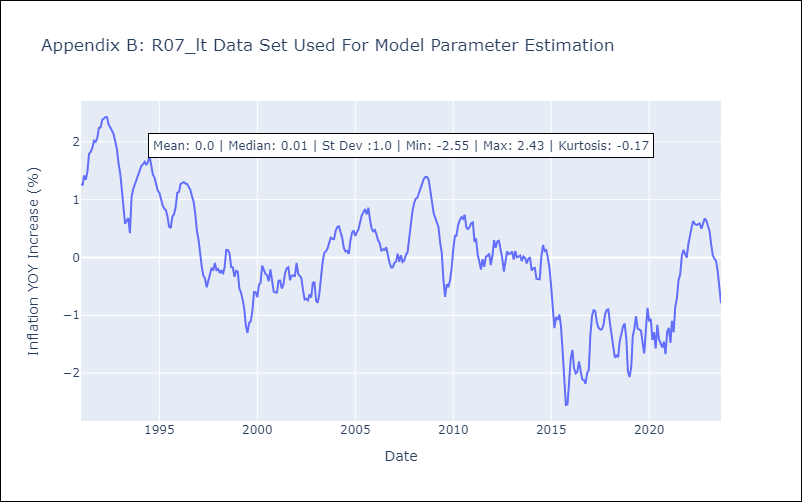 Appendix B: R07_lt Data Set Used For Model Parameter Estimation
Mean: 0.0 | Median: 0.01 | St Dev :1.0 | Min: -2.55 | Max: 2.43 | Kurtosis: -0.17
Inflation YOY Increase (%)
2
1
0
−1
−2
1995
2000
2005
2010
2015
2020
Date